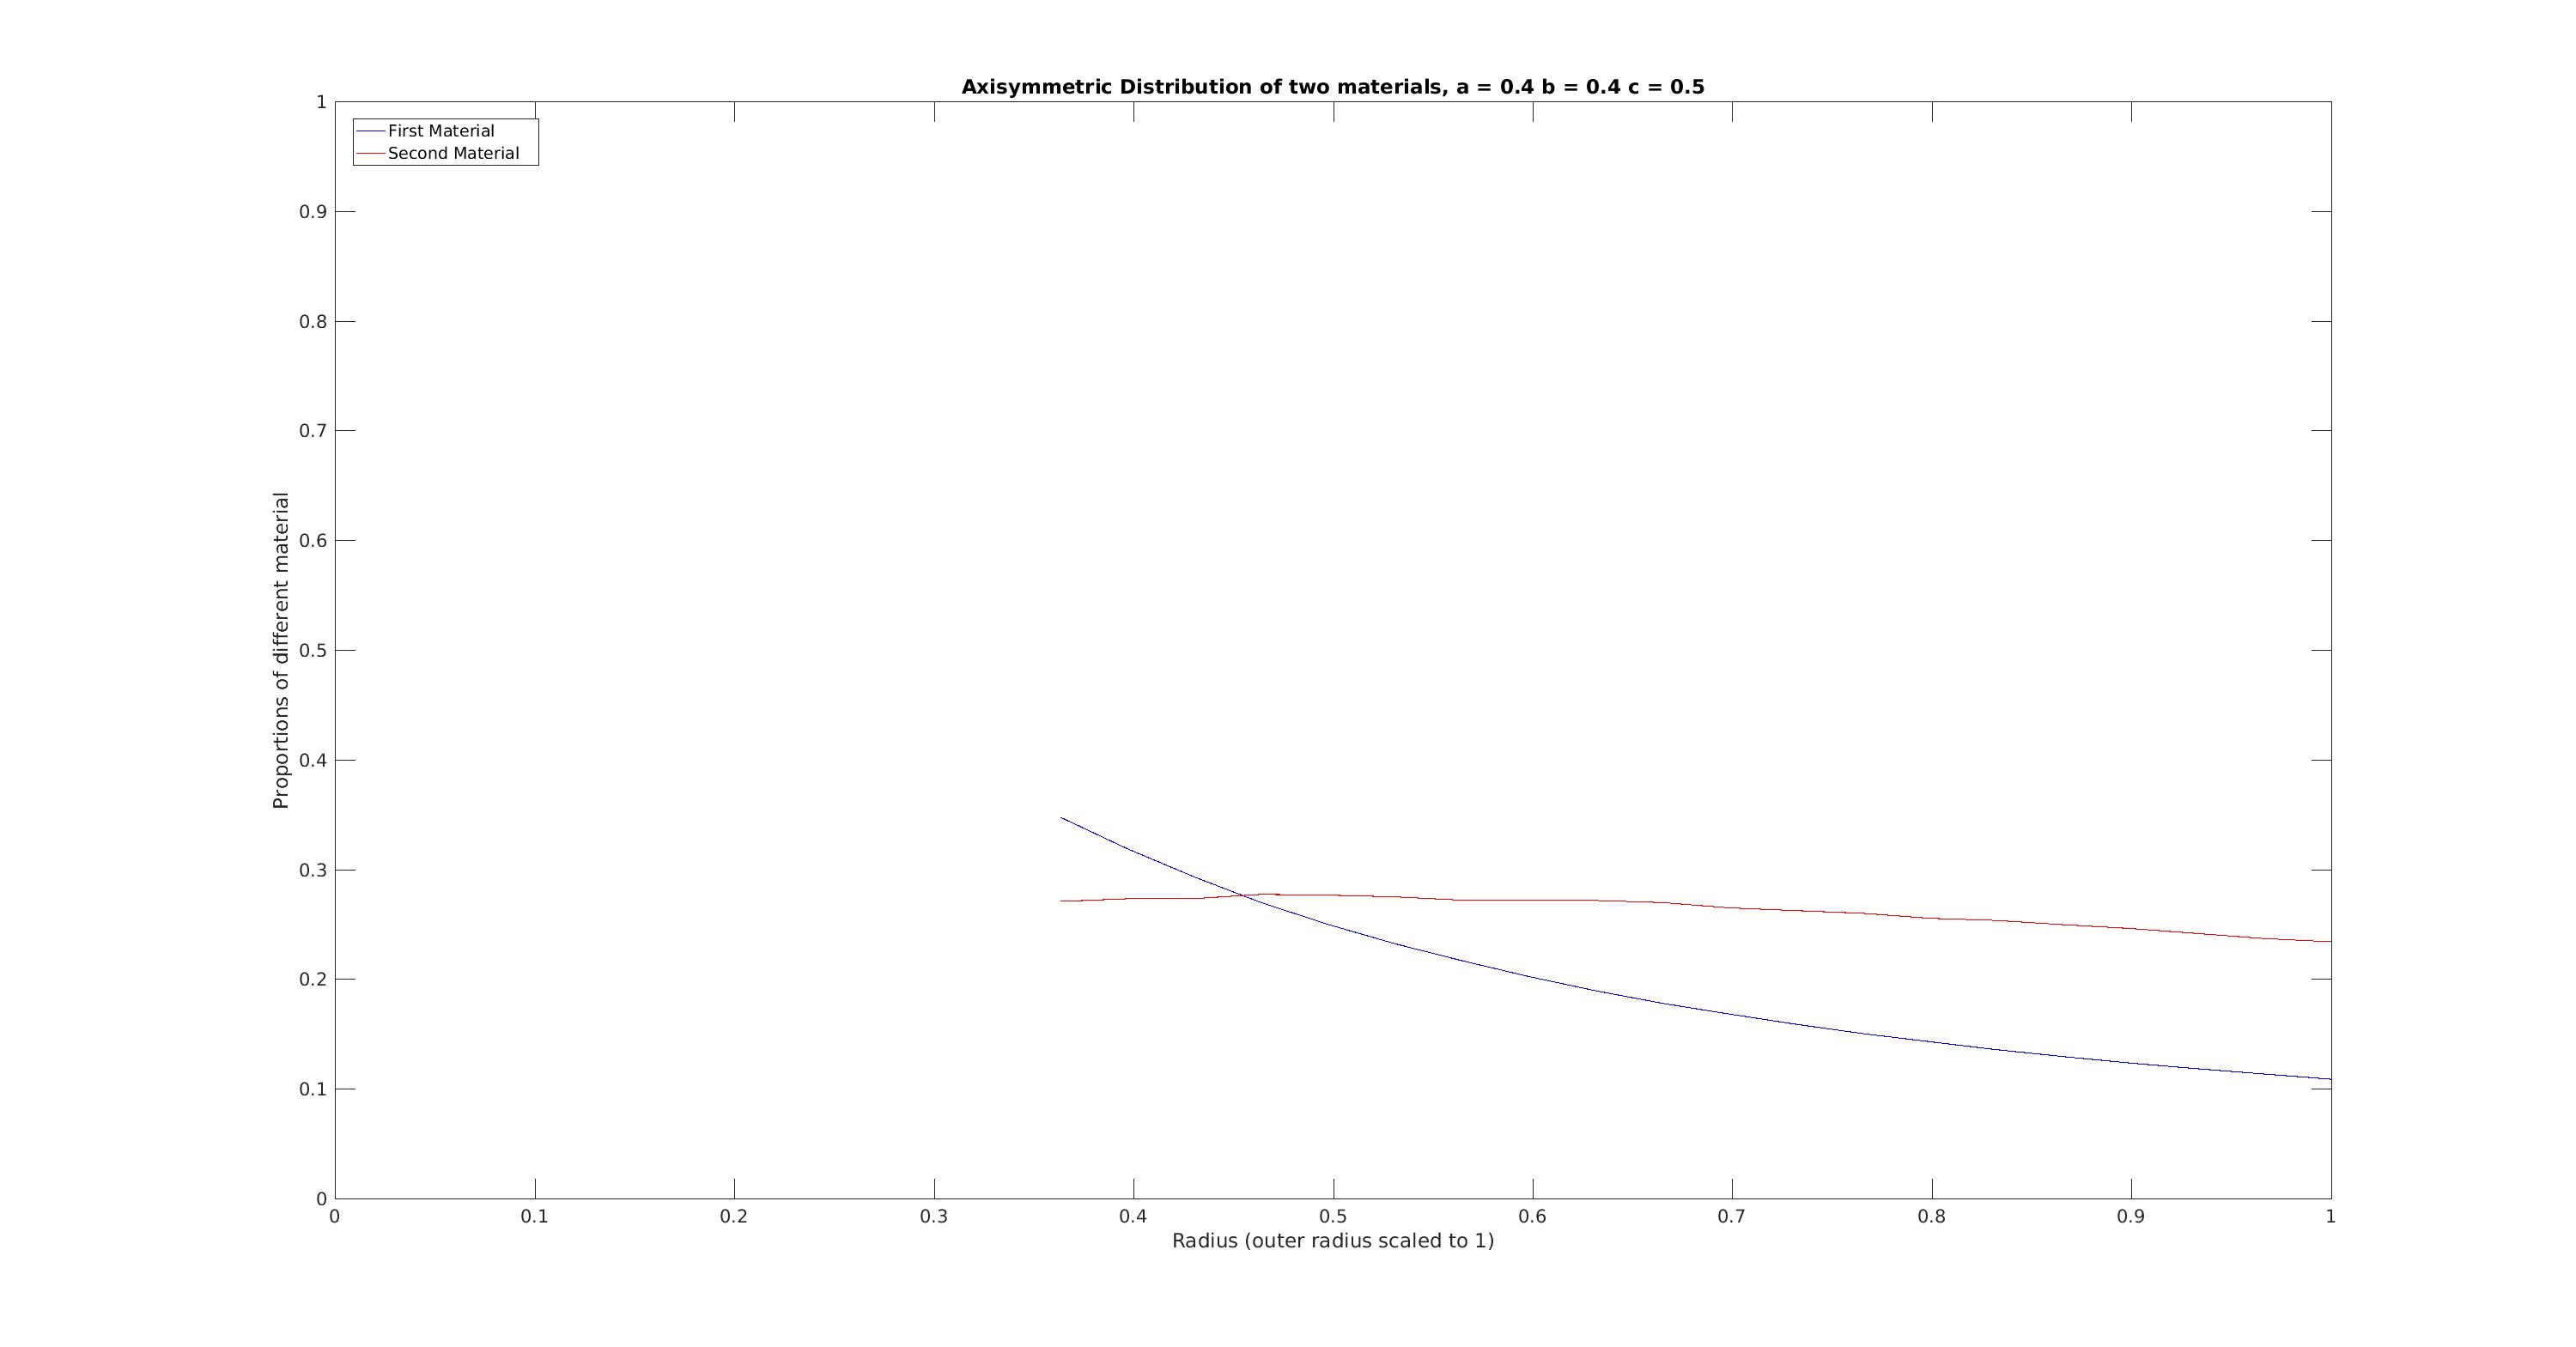 Axisymmetric Distribution of two materials, a = 0.4 b = 0.4 c = 0.5
First Material
Second Material
1
0.9
0.8
0.7
0.6
0.5
0.4
0.3
0.2
0.1
0
Proportions of different material
0 0.1 0.2 0.3 0.4 0.5 0.6 0.7 0.8 0.9 1
Radius (outer radius scaled to 1)